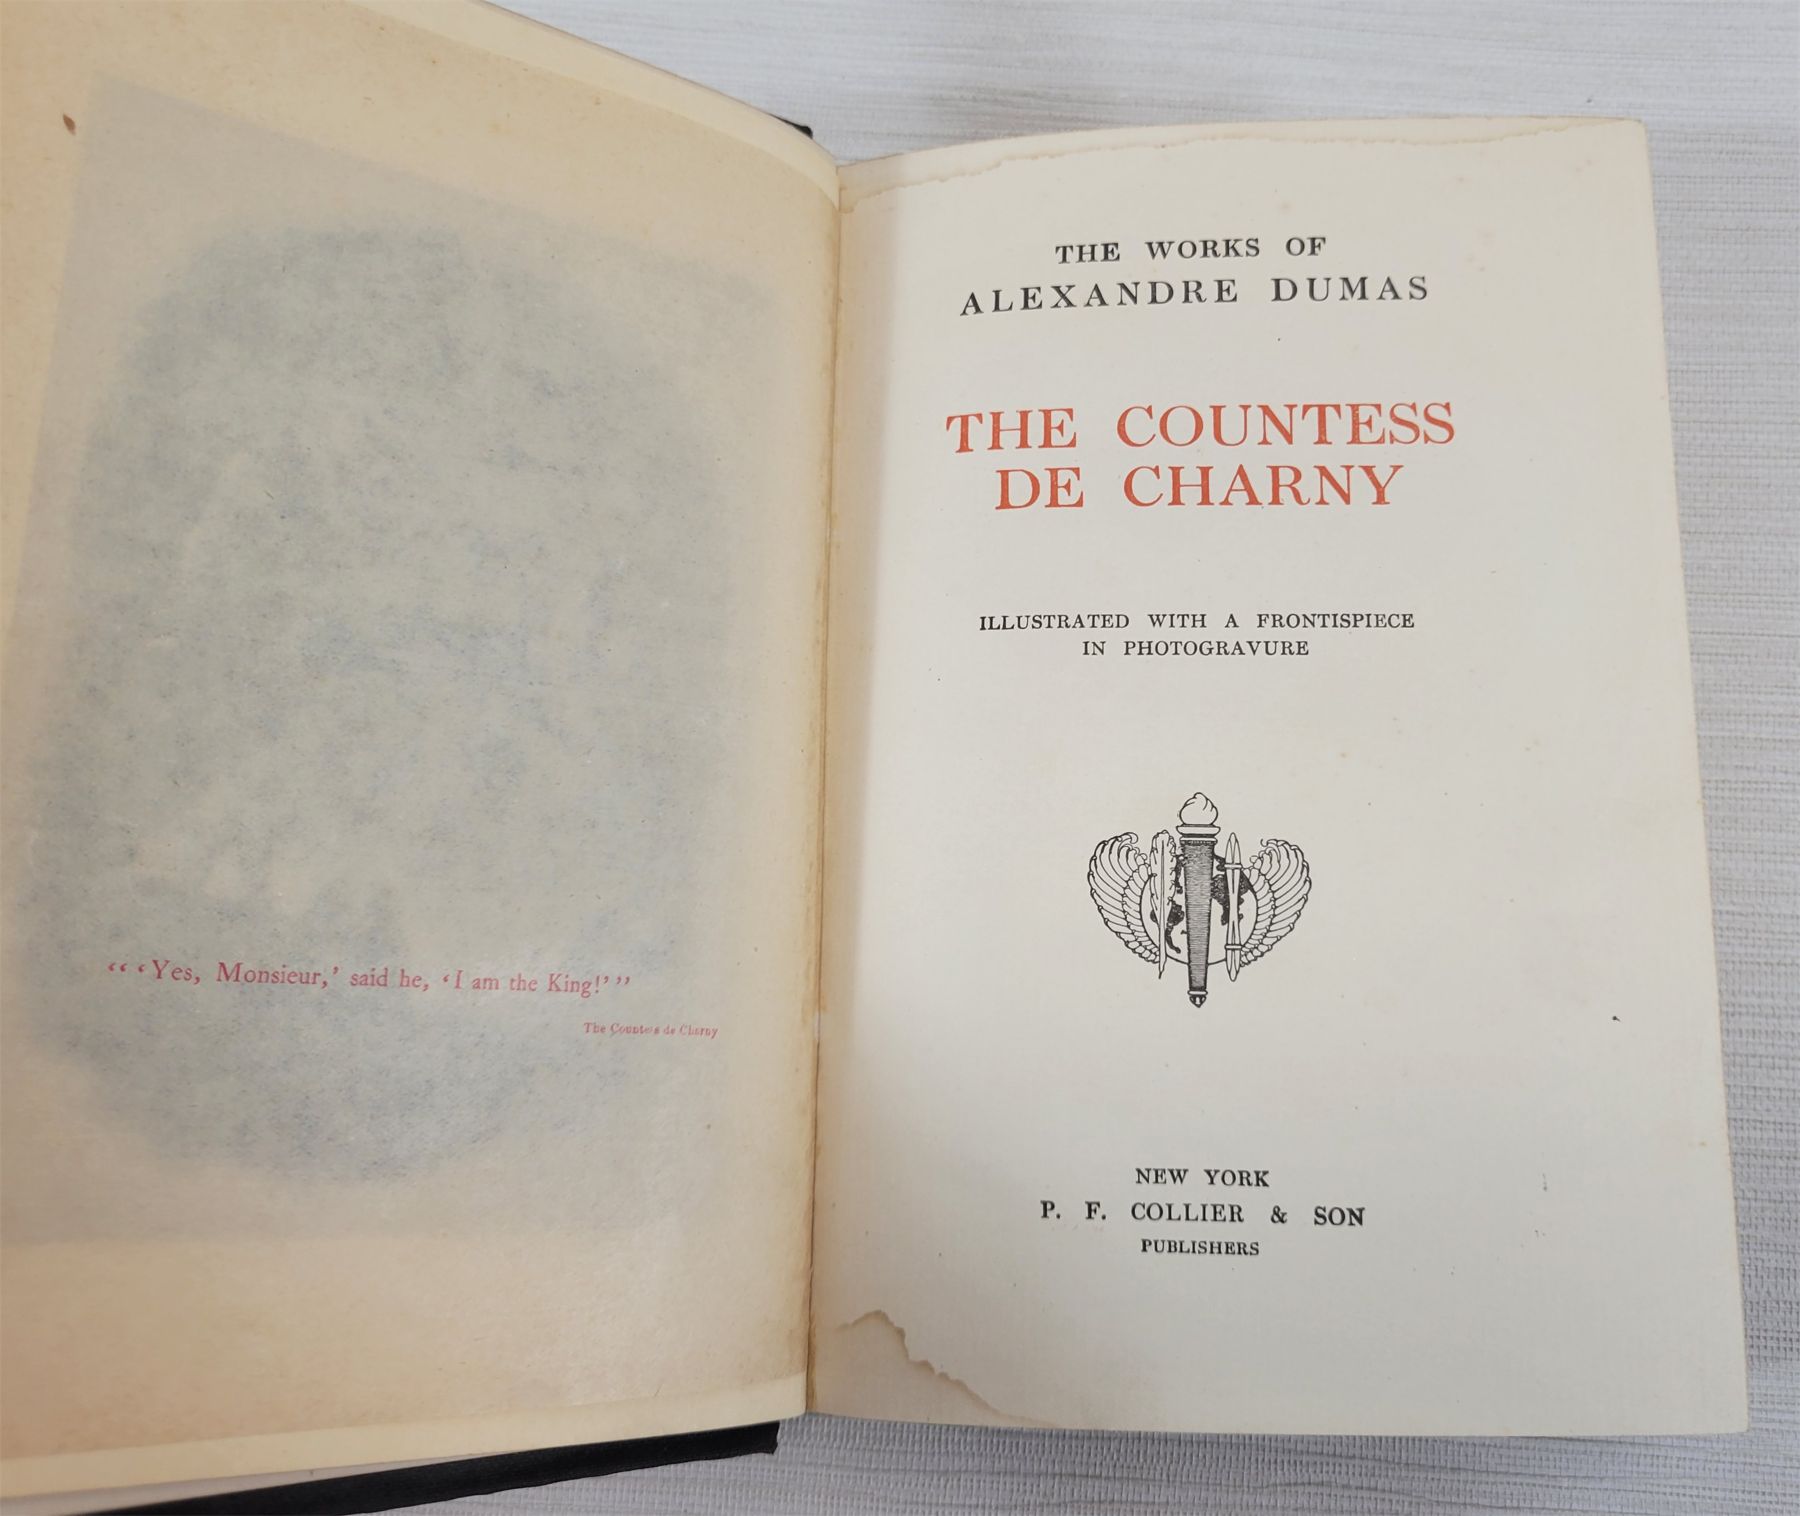 “ ‘Yes, Monsieur,’ said he, ‘I am the King!’ ”
The Countess de Charny
THE WORKS OF
ALEXANDRE DUMAS
THE COUNTESS
DE CHARNY
ILLUSTRATED WITH A FRONTISPIECE
IN PHOTOGRAVURE
NEW YORK
P. F. COLLIER & SON
PUBLISHERS